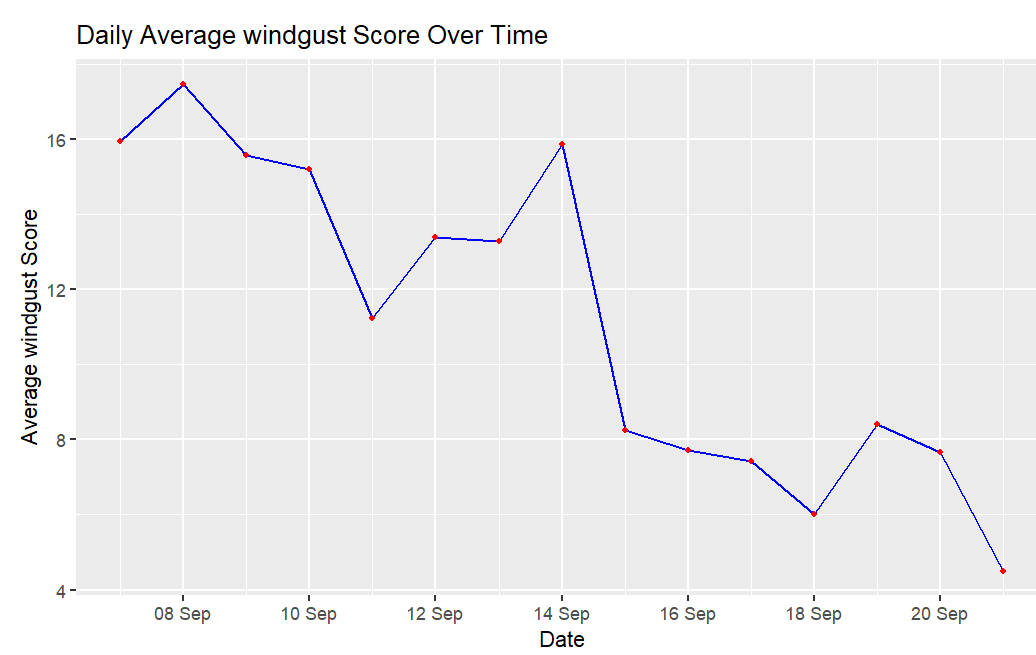 Daily Average windgust Score Over Time
Average windgust Score
16
12
8
4
08 Sep 10 Sep 12 Sep 14 Sep 16 Sep 18 Sep 20 Sep
Date